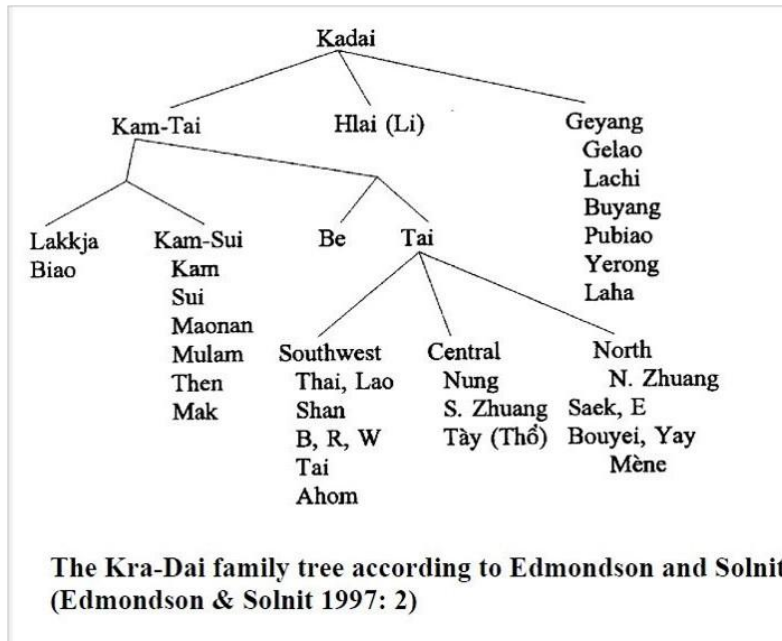 Kadai
Kam-Tai
Hlai (Li)
Geyang
Gelao
Lachi
Buyang
Pubiao
Yerong
Laha
Lakkja
Biao
Kam-Sui
Kam
Sui
Maonan
Mulam
Then
Mak
Be
Tai
Southwest
Thai, Lao
Shan
B, R, W
Tai
Ahom
Central
Nung
S. Zhuang
Tày (Thổ)
North
N. Zhuang
Saek, E
Bouyei, Yay
Mène
The Kra-Dai family tree according to Edmondson and Solnit
(Edmondson & Solnit 1997: 2)